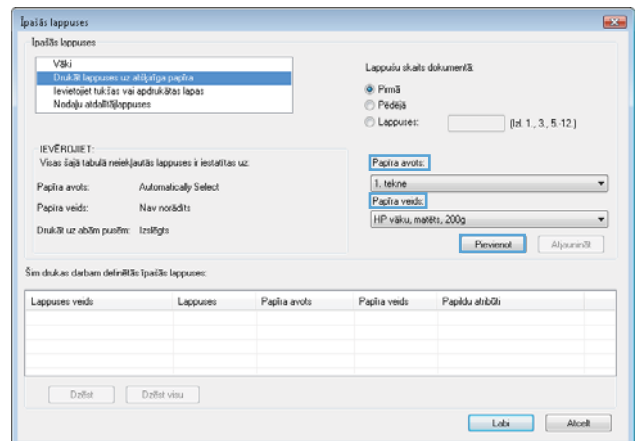 Īpašās lappuses
Īpašās lappuses
Vāki
Drukāt lappuses uz atšķirīga papīra
Ievietojiet tukšas vai apdrukātas lapas
Nodaļu atdalītājlappuses
Lappušu skaits dokumentā:
Pirmā
Pēdējā
Lappuses:
(Izl. 1., 3., 5.-12.)
IEVĒROJIET:
Visas šajā tabulā neiekļautās lappuses ir iestatītas uz:
Papīra avots: Automatically Select
Papīra veids: Nav norādīts
Drukāt uz abām pusēm: Izslēgts
Papīra avots:
1. tekne
Papīra veids:
HP vāku, matēts, 200g
Pievienot Atjaunināt
Šim drukas darbam definētās īpašās lappuses:
Lappuses veids Lappuses Papīra avots Papīra veids Papildu atribūti
Dzēst Dzēst visu
Labi Atcelt